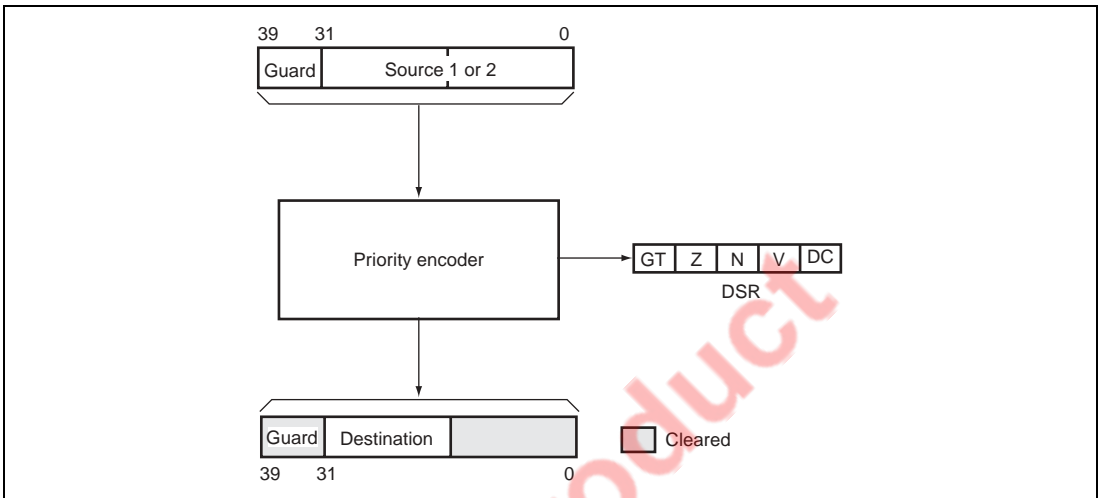 39 31 0
Guard Source 1 or 2
Priority encoder
GT Z N V DC
DSR
Guard Destination
Cleared
39 31 0
roduct